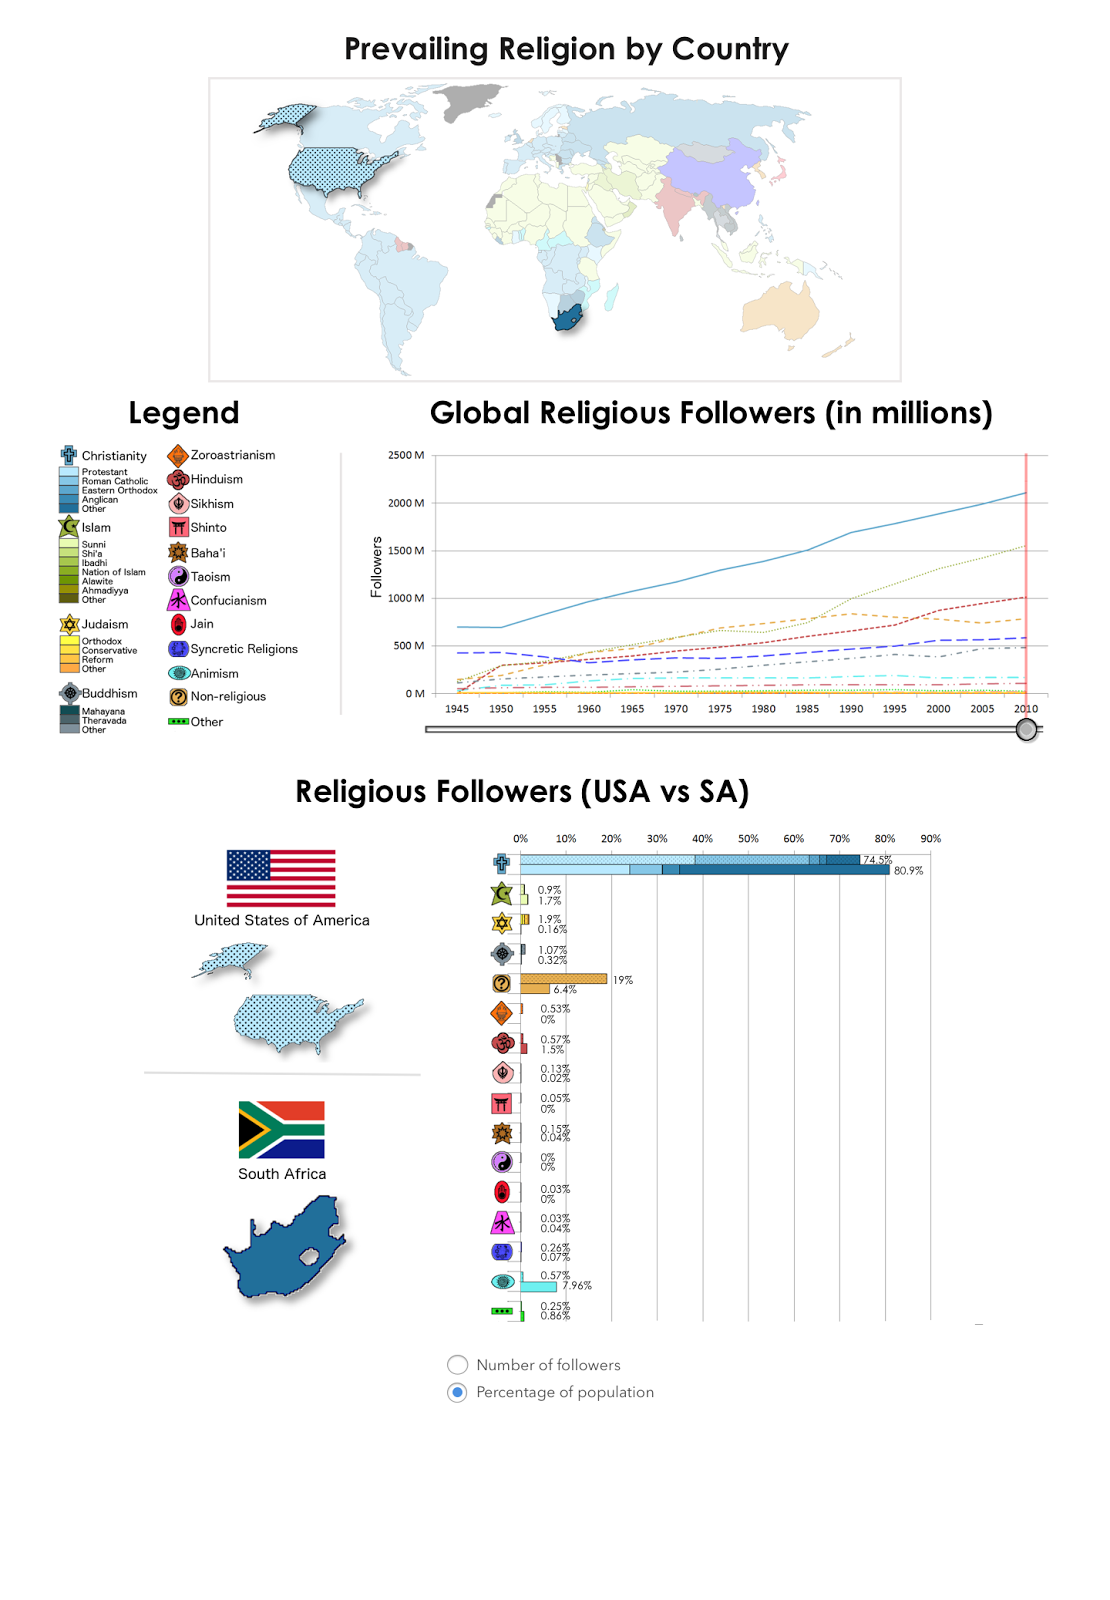 Prevailing Religion by Country
Legend
Christianity
Protestant
Roman Catholic
Eastern Orthodox
Anglican
Other
Islam
Sunni
Shi'a
Ibadhi
Nation of Islam
Alawite
Ahmadiyya
Other
Judaism
Orthodox
Conservative
Reform
Other
Buddhism
Mahayana
Theravada
Other
Zoroastrianism
Hinduism
Sikhism
Shinto
Baha'i
Taoism
Confucianism
Jain
Syncretic Religions
Animism
Non-religious
Other
Global Religious Followers (in millions)
Followers
2500 M
2000 M
1500 M
1000 M
500 M
0 M
1945 1950 1955 1960 1965 1970 1975 1980 1985 1990 1995 2000 2005 2010
Religious Followers (USA vs SA)
United States of America
South Africa
0% 10% 20% 30% 40% 50% 60% 70% 80% 90%
74.5%
80.9%
0.9%
1.7%
1.9%
0.16%
1.07%
0.32%
19%
6.4%
0.53%
0%
0.57%
1.5%
0.13%
0.02%
0.05%
0%
0.15%
0.04%
0%
0%
0.03%
0%
0.03%
0.04%
0.26%
0.07%
0.57%
7.96%
0.25%
0.86%
Number of followers
Percentage of population